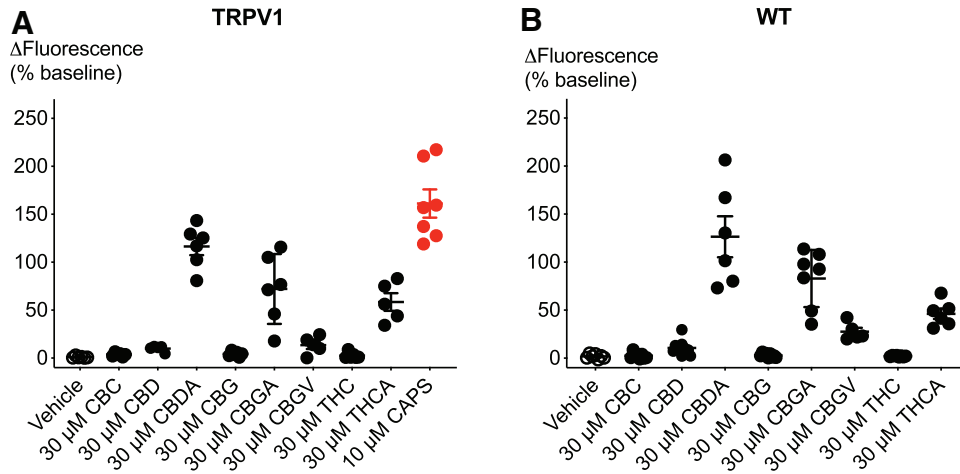 A
TRPV1
ΔFluorescence
(% baseline)
250
200
150
100
50
0
Vehicle
30 µM CBC
30 µM CBD
30 µM CBDA
30 µM CBG
30 µM CBGA
30 µM CBGV
30 µM THC
30 µM THCA
10 µM CAPS
B
WT
ΔFluorescence
(% baseline)
250
200
150
100
50
0
Vehicle
30 µM CBC
30 µM CBD
30 µM CBDA
30 µM CBG
30 µM CBGA
30 µM CBGV
30 µM THC
30 µM THCA